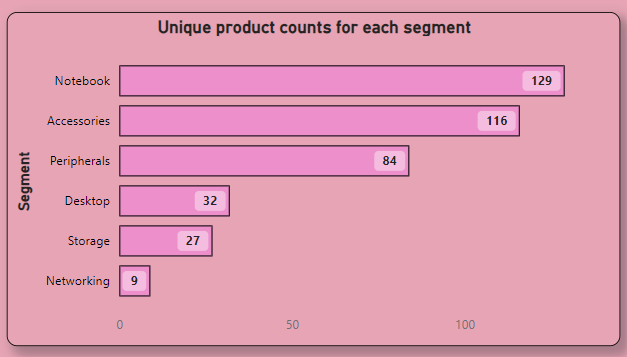 Unique product counts for each segment
Segment
Notebook 129
Accessories 116
Peripherals 84
Desktop 32
Storage 27
Networking 9
0 50 100